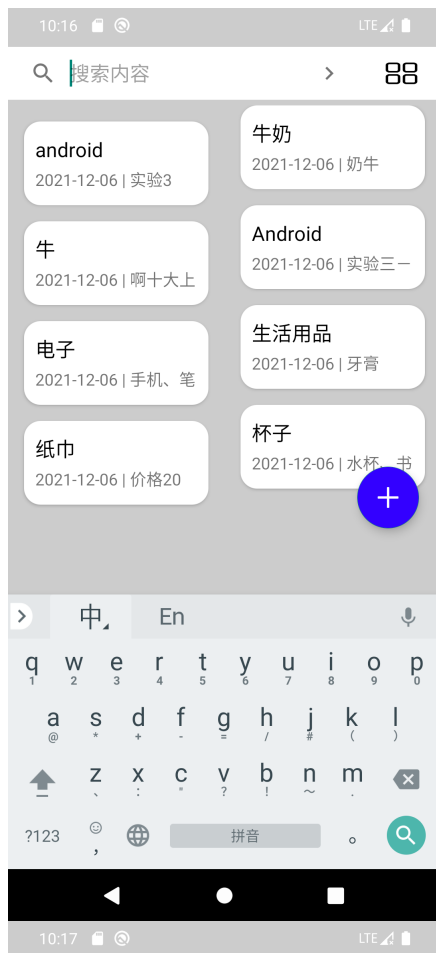 10:16 LTE
搜索内容
android
2021-12-06 | 实验3
牛奶
2021-12-06 | 奶牛
牛
2021-12-06 | 啊十大上
Android
2021-12-06 | 实验三一
电子
2021-12-06 | 手机、笔
生活用品
2021-12-06 | 牙膏
纸巾
2021-12-06 | 价格20
杯子
2021-12-06 | 水杯、书
中 En
q w e r t y u i o p
1 2 3 4 5 6 7 8 9 0
a s d f g h j k l
@ * + - = / # ( )
z x c v b n m
、 : " ? ! ～ .
?123 , 拼音 。
10:17 LTE